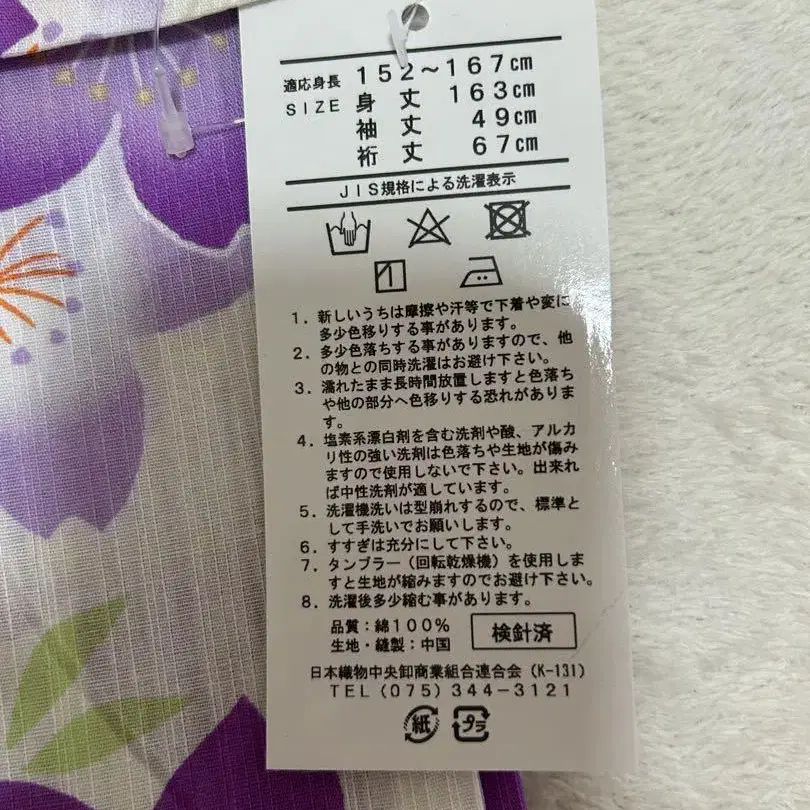 適応身長 152～167cm
SIZE 身丈 163cm
袖丈 49cm
裄丈 67cm
JIS規格による洗濯表示
1．新しいうちは摩擦や汗等で下着や変に
多少色移りする事があります。
2．多少色落ちする事がありますので、他
の物との同時洗濯はお避け下さい。
3．濡れたまま長時間放置しますと色落ち
や他の部分へ色移りする恐れがありま
す。
4．塩素系漂白剤を含む洗剤や酸、アルカ
リ性の強い洗剤は色落ちや生地が傷み
ますので使用しないで下さい。出来れ
ば中性洗剤が適しています。
5．洗濯機洗いは型崩れするので、標準と
して手洗いでお願いします。
6．すすぎは充分にして下さい。
7．タンブラー（回転乾燥機）を使用しま
すと生地が縮みますのでお避け下さい。
8．洗濯後多少縮む事があります。
品質：綿100%
生地・縫製：中国
検針済
日本織物中央卸商業組合連合会（K-131）
TEL（075）344-3121
紙 プラ